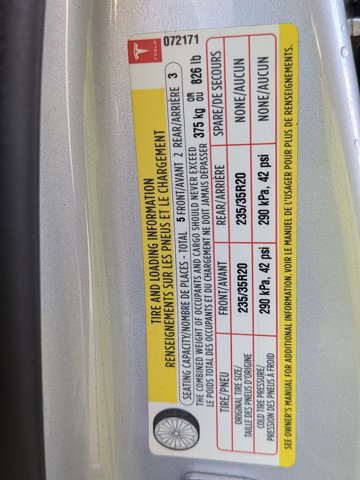 TESLA
072171
TIRE AND LOADING INFORMATION
RENSEIGNEMENTS SUR LES PNEUS ET LE CHARGEMENT
SEATING CAPACITY/NOMBRE DE PLACES - TOTAL 5 FRONT/AVANT 2 REAR/ARRIÈRE 3
THE COMBINED WEIGHT OF OCCUPANTS AND CARGO SHOULD NEVER EXCEED
LE POIDS TOTAL DES OCCUPANTS ET DU CHARGEMENT NE DOIT JAMAIS DÉPASSER 375 kg OR OU 826 lb
TIRE/PNEU FRONT/AVANT REAR/ARRIÈRE SPARE/DE SECOURS
ORIGINAL TIRE SIZE/
TAILLE DES PNEUS D'ORIGINE 235/35R20 235/35R20 NONE/AUCUN
COLD TIRE PRESSURE/
PRESSION DES PNEUS À FROID 290 kPa, 42 psi 290 kPa, 42 psi NONE/AUCUN
SEE OWNER'S MANUAL FOR ADDITIONAL INFORMATION. VOIR LE MANUEL DE L'USAGER POUR PLUS DE RENSEIGNEMENTS.